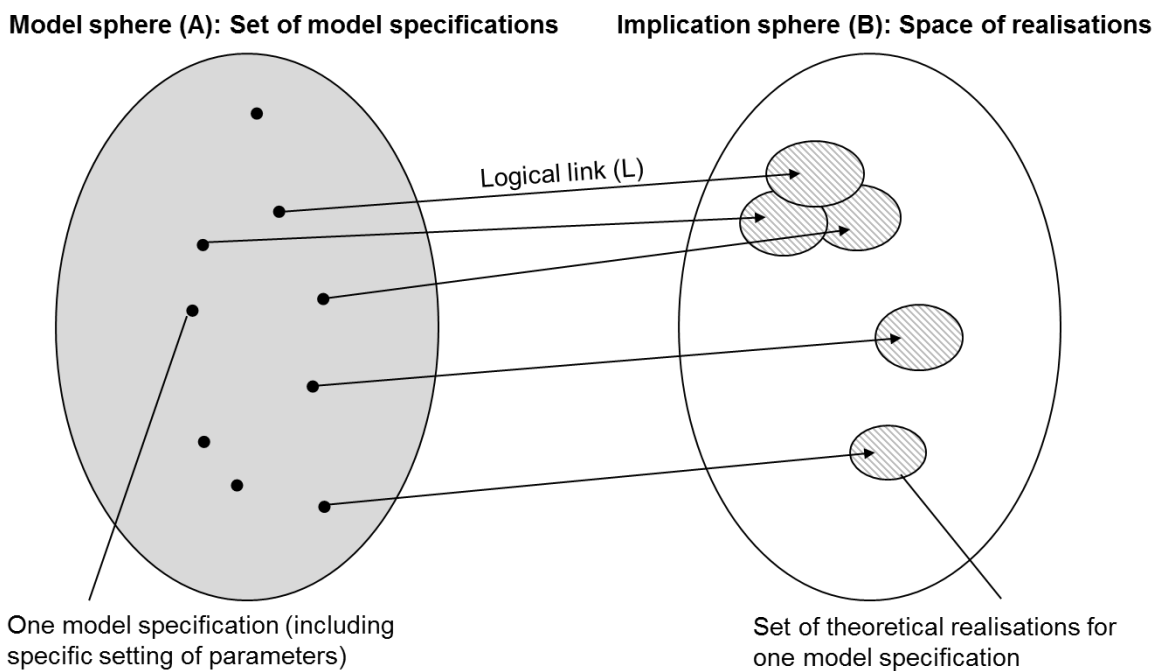 Model sphere (A): Set of model specifications
Implication sphere (B): Space of realisations
Logical link (L)
One model specification (including
specific setting of parameters)
Set of theoretical realisations for
one model specification